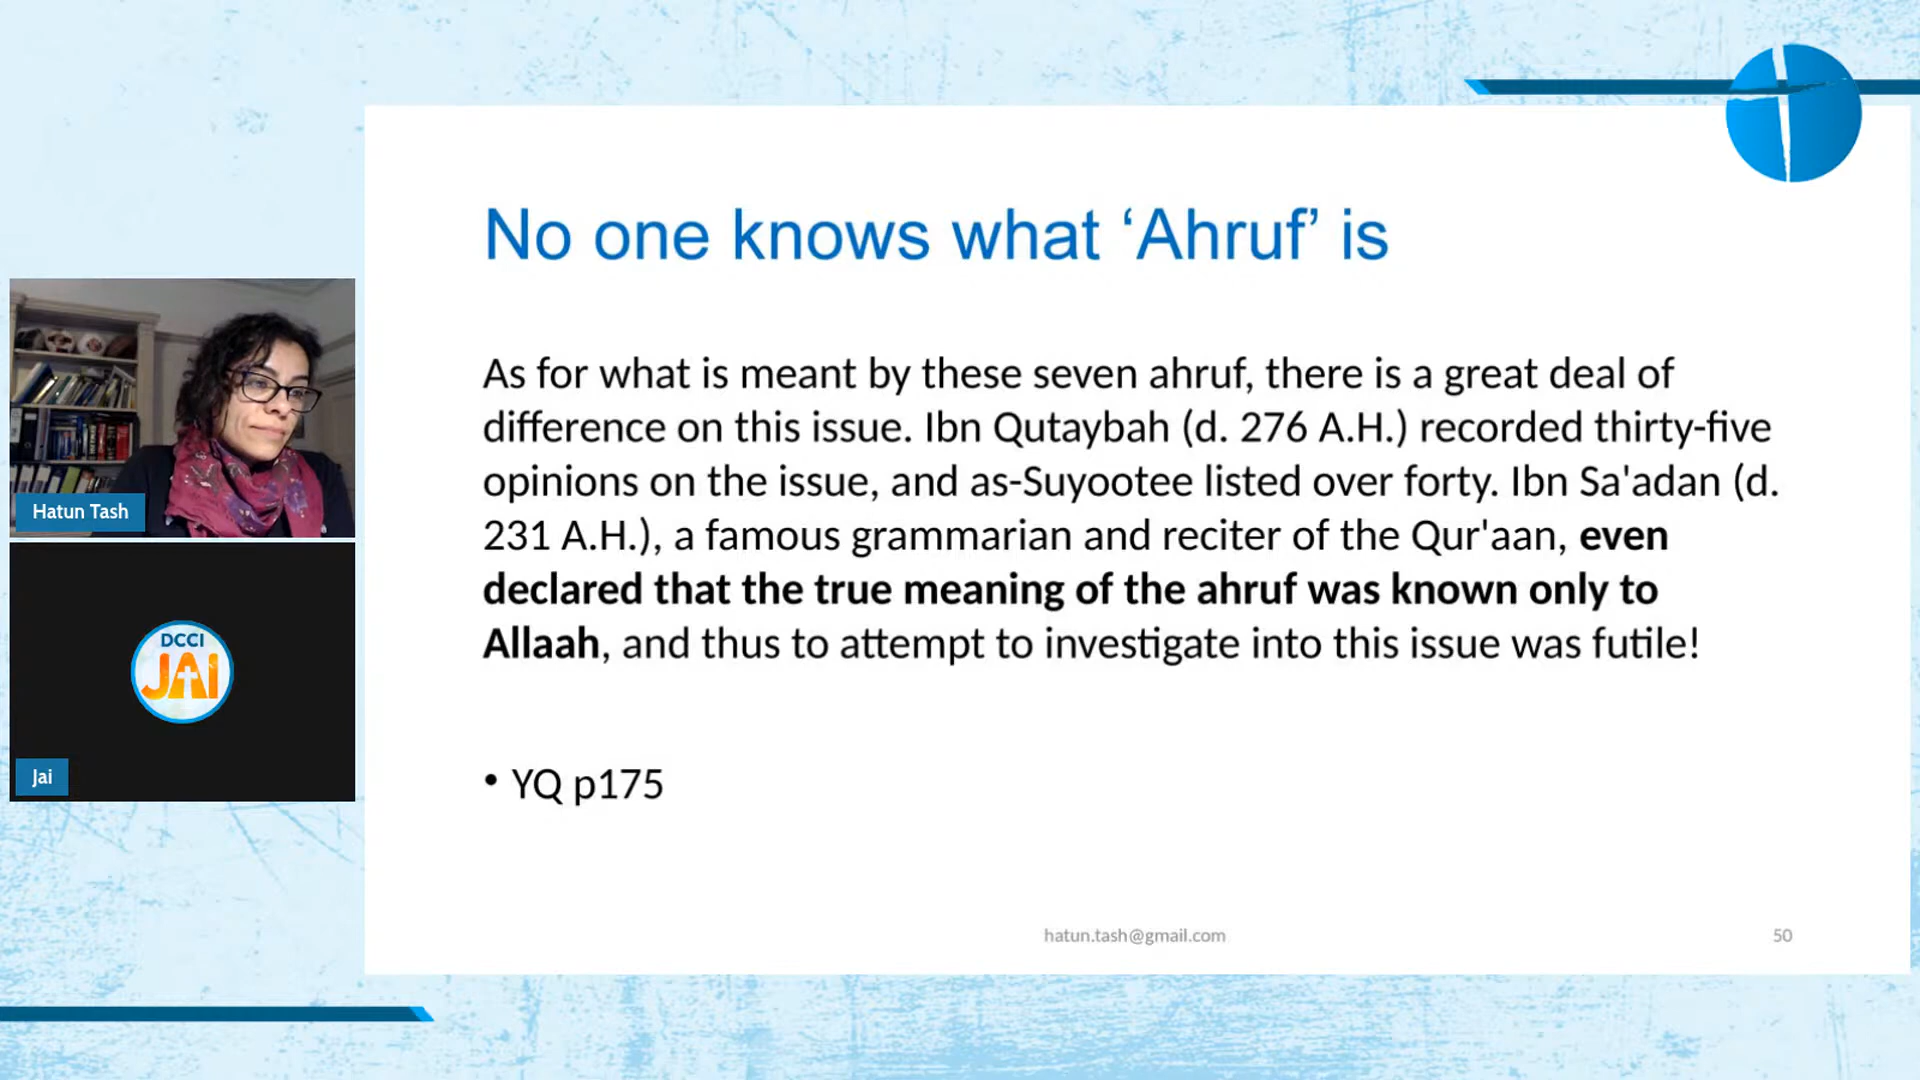 No one knows what ‘Ahruf’ is
As for what is meant by these seven ahruf, there is a great deal of
difference on this issue. Ibn Qutaybah (d. 276 A.H.) recorded thirty-five
opinions on the issue, and as-Suyootee listed over forty. Ibn Sa'adan (d.
231 A.H.), a famous grammarian and reciter of the Qur'aan, even
declared that the true meaning of the ahruf was known only to
Allaah, and thus to attempt to investigate into this issue was futile!
• YQ p175
hatun.tash@gmail.com
50
Hatun Tash
DCCI
JAI
Jai